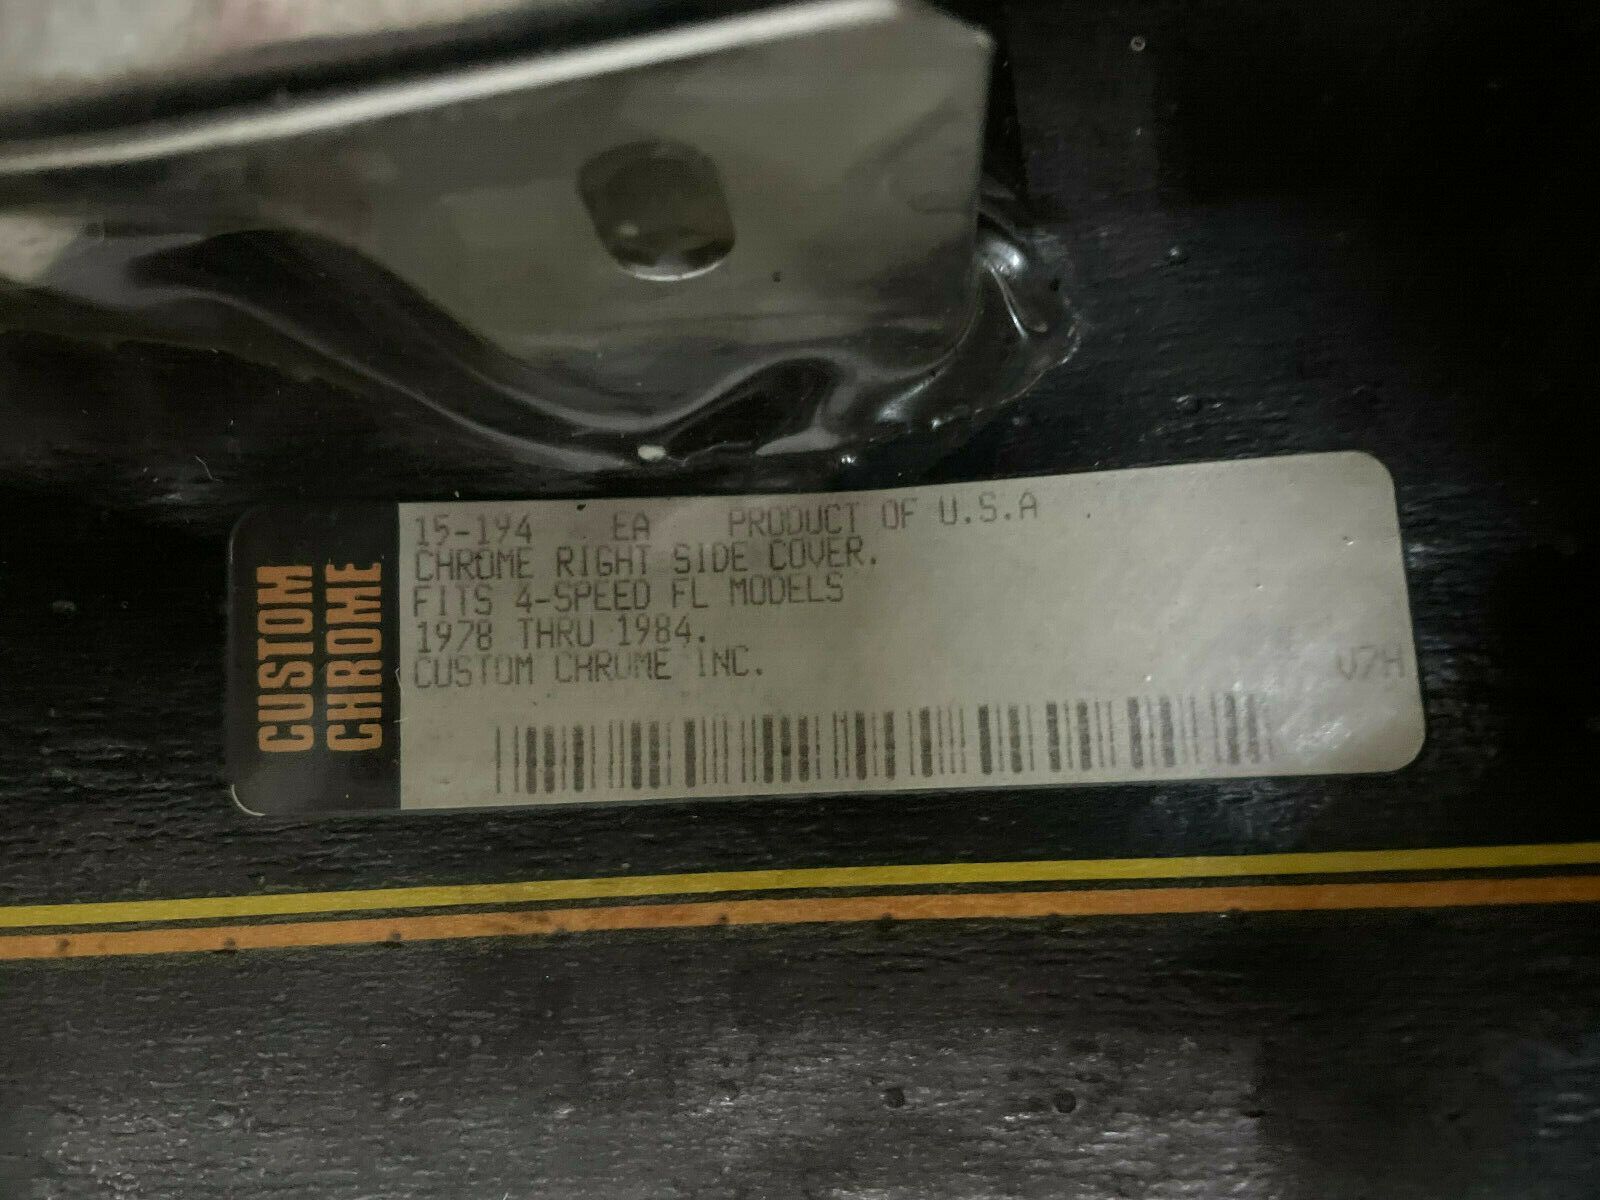 CUSTOM
CHROME
15-194 EA PRODUCT OF U.S.A
CHROME RIGHT SIDE COVER.
FITS 4-SPEED FL MODELS
1978 THRU 1984.
CUSTOM CHROME INC.
V7H